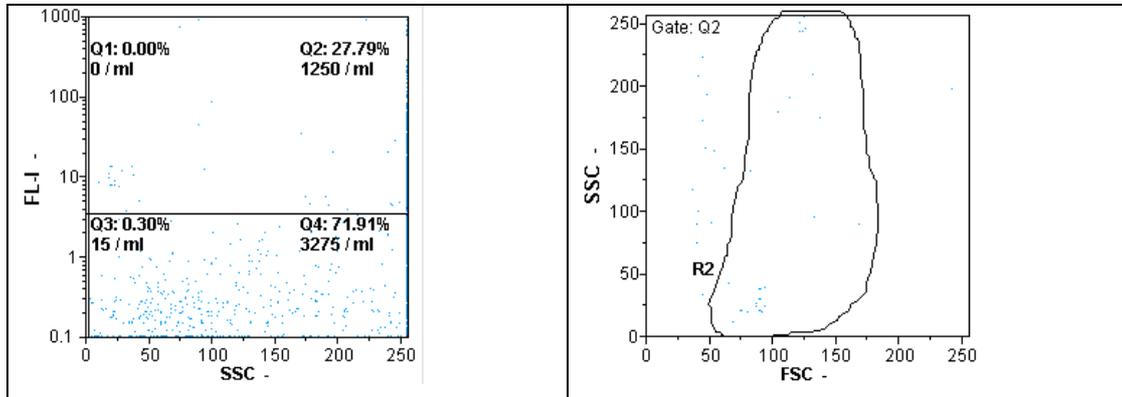 1000
Q1: 0.00%
0 / ml
Q2: 27.79%
1250 / ml
100
10
FL-I -
Q3: 0.30%
15 / ml
Q4: 71.91%
3275 / ml
1
0.1
0 50 100 150 200 250
SSC -
250
Gate: Q2
200
150
SSC -
100
R2
50
0
0 50 100 150 200 250
FSC -